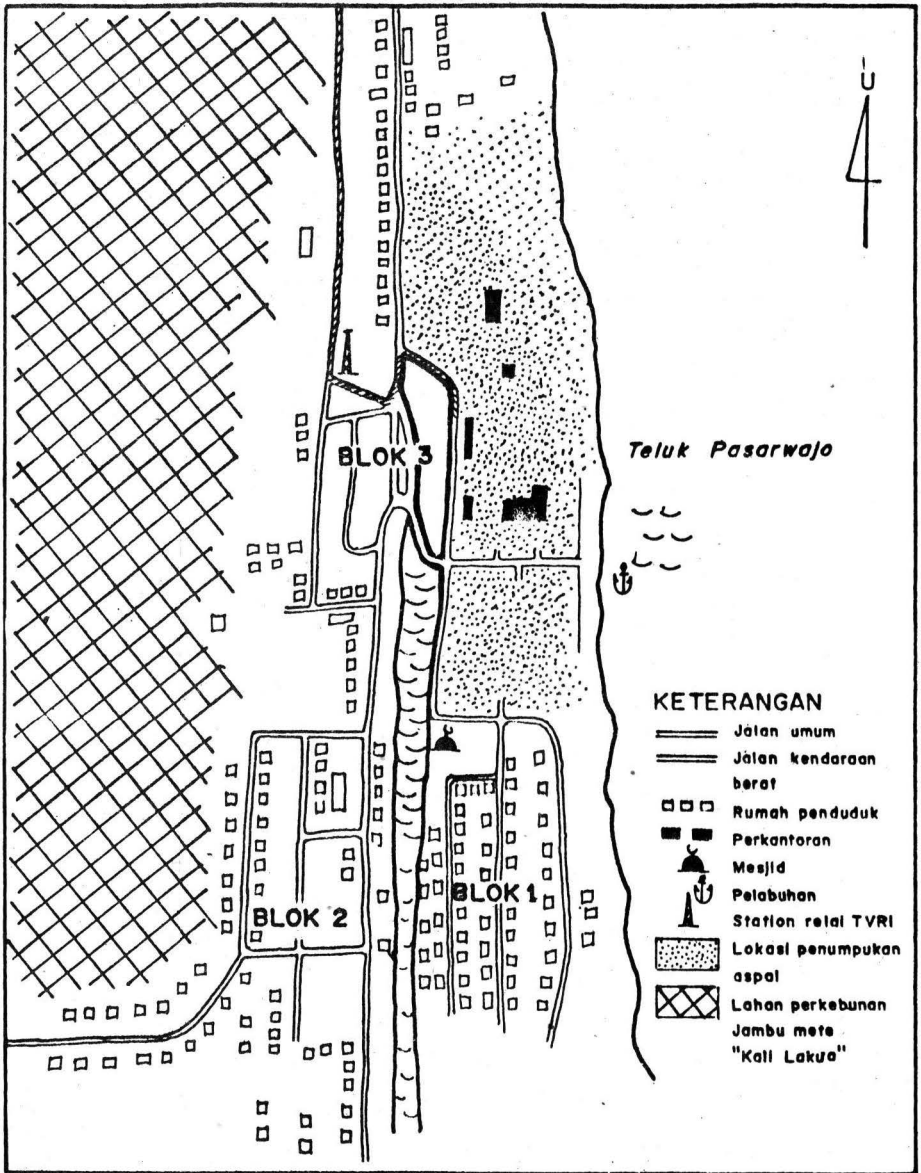 U
BLOK 3
Teluk Pasarwajo
BLOK 1
BLOK 2
KETERANGAN
Jalan umum
Jalan kendaraan
berat
Rumah penduduk
Perkantoran
Mesjid
Pelabuhan
Station relai TVRI
Lokasi penumpukan
aspal
Lahan perkebunan
Jambu mete
"Kali Lakua"